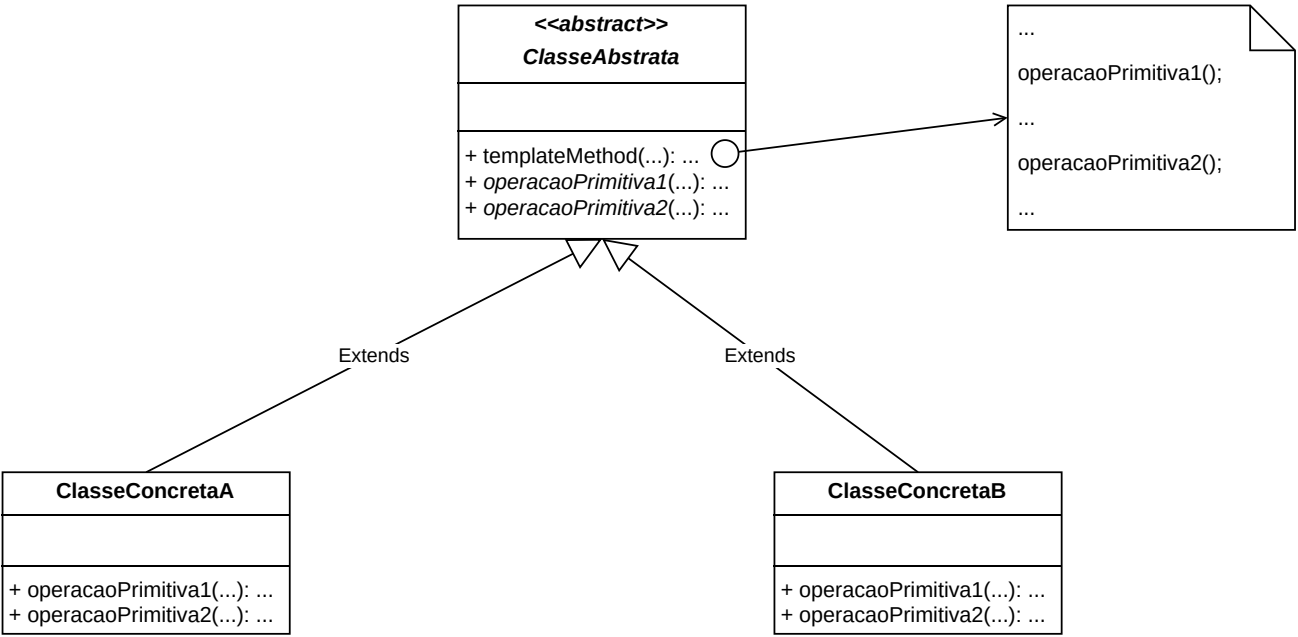 <<abstract>>
ClasseAbstrata
+ templateMethod(...): ...
+ operacaoPrimitiva1(...): ...
+ operacaoPrimitiva2(...): ...
...
operacaoPrimitiva1();
...
operacaoPrimitiva2();
...
Extends
Extends
ClasseConcretaA
+ operacaoPrimitiva1(...): ...
+ operacaoPrimitiva2(...): ...
ClasseConcretaB
+ operacaoPrimitiva1(...): ...
+ operacaoPrimitiva2(...): ...